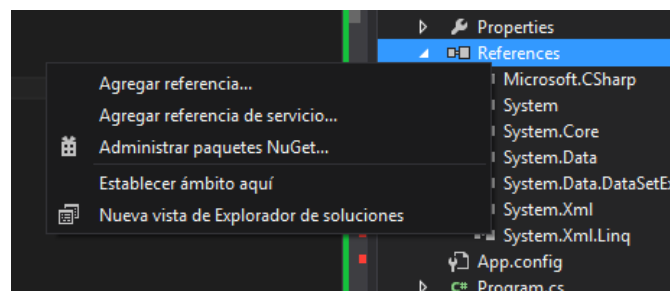 Properties
References
Agregar referencia...
Agregar referencia de servicio...
Administrar paquetes NuGet...
Establecer ámbito aquí
Nueva vista de Explorador de soluciones
Microsoft.CSharp
System
System.Core
System.Data
System.Data.DataSetE
System.Xml
System.Xml.Linq
App.config
C# Program.cs